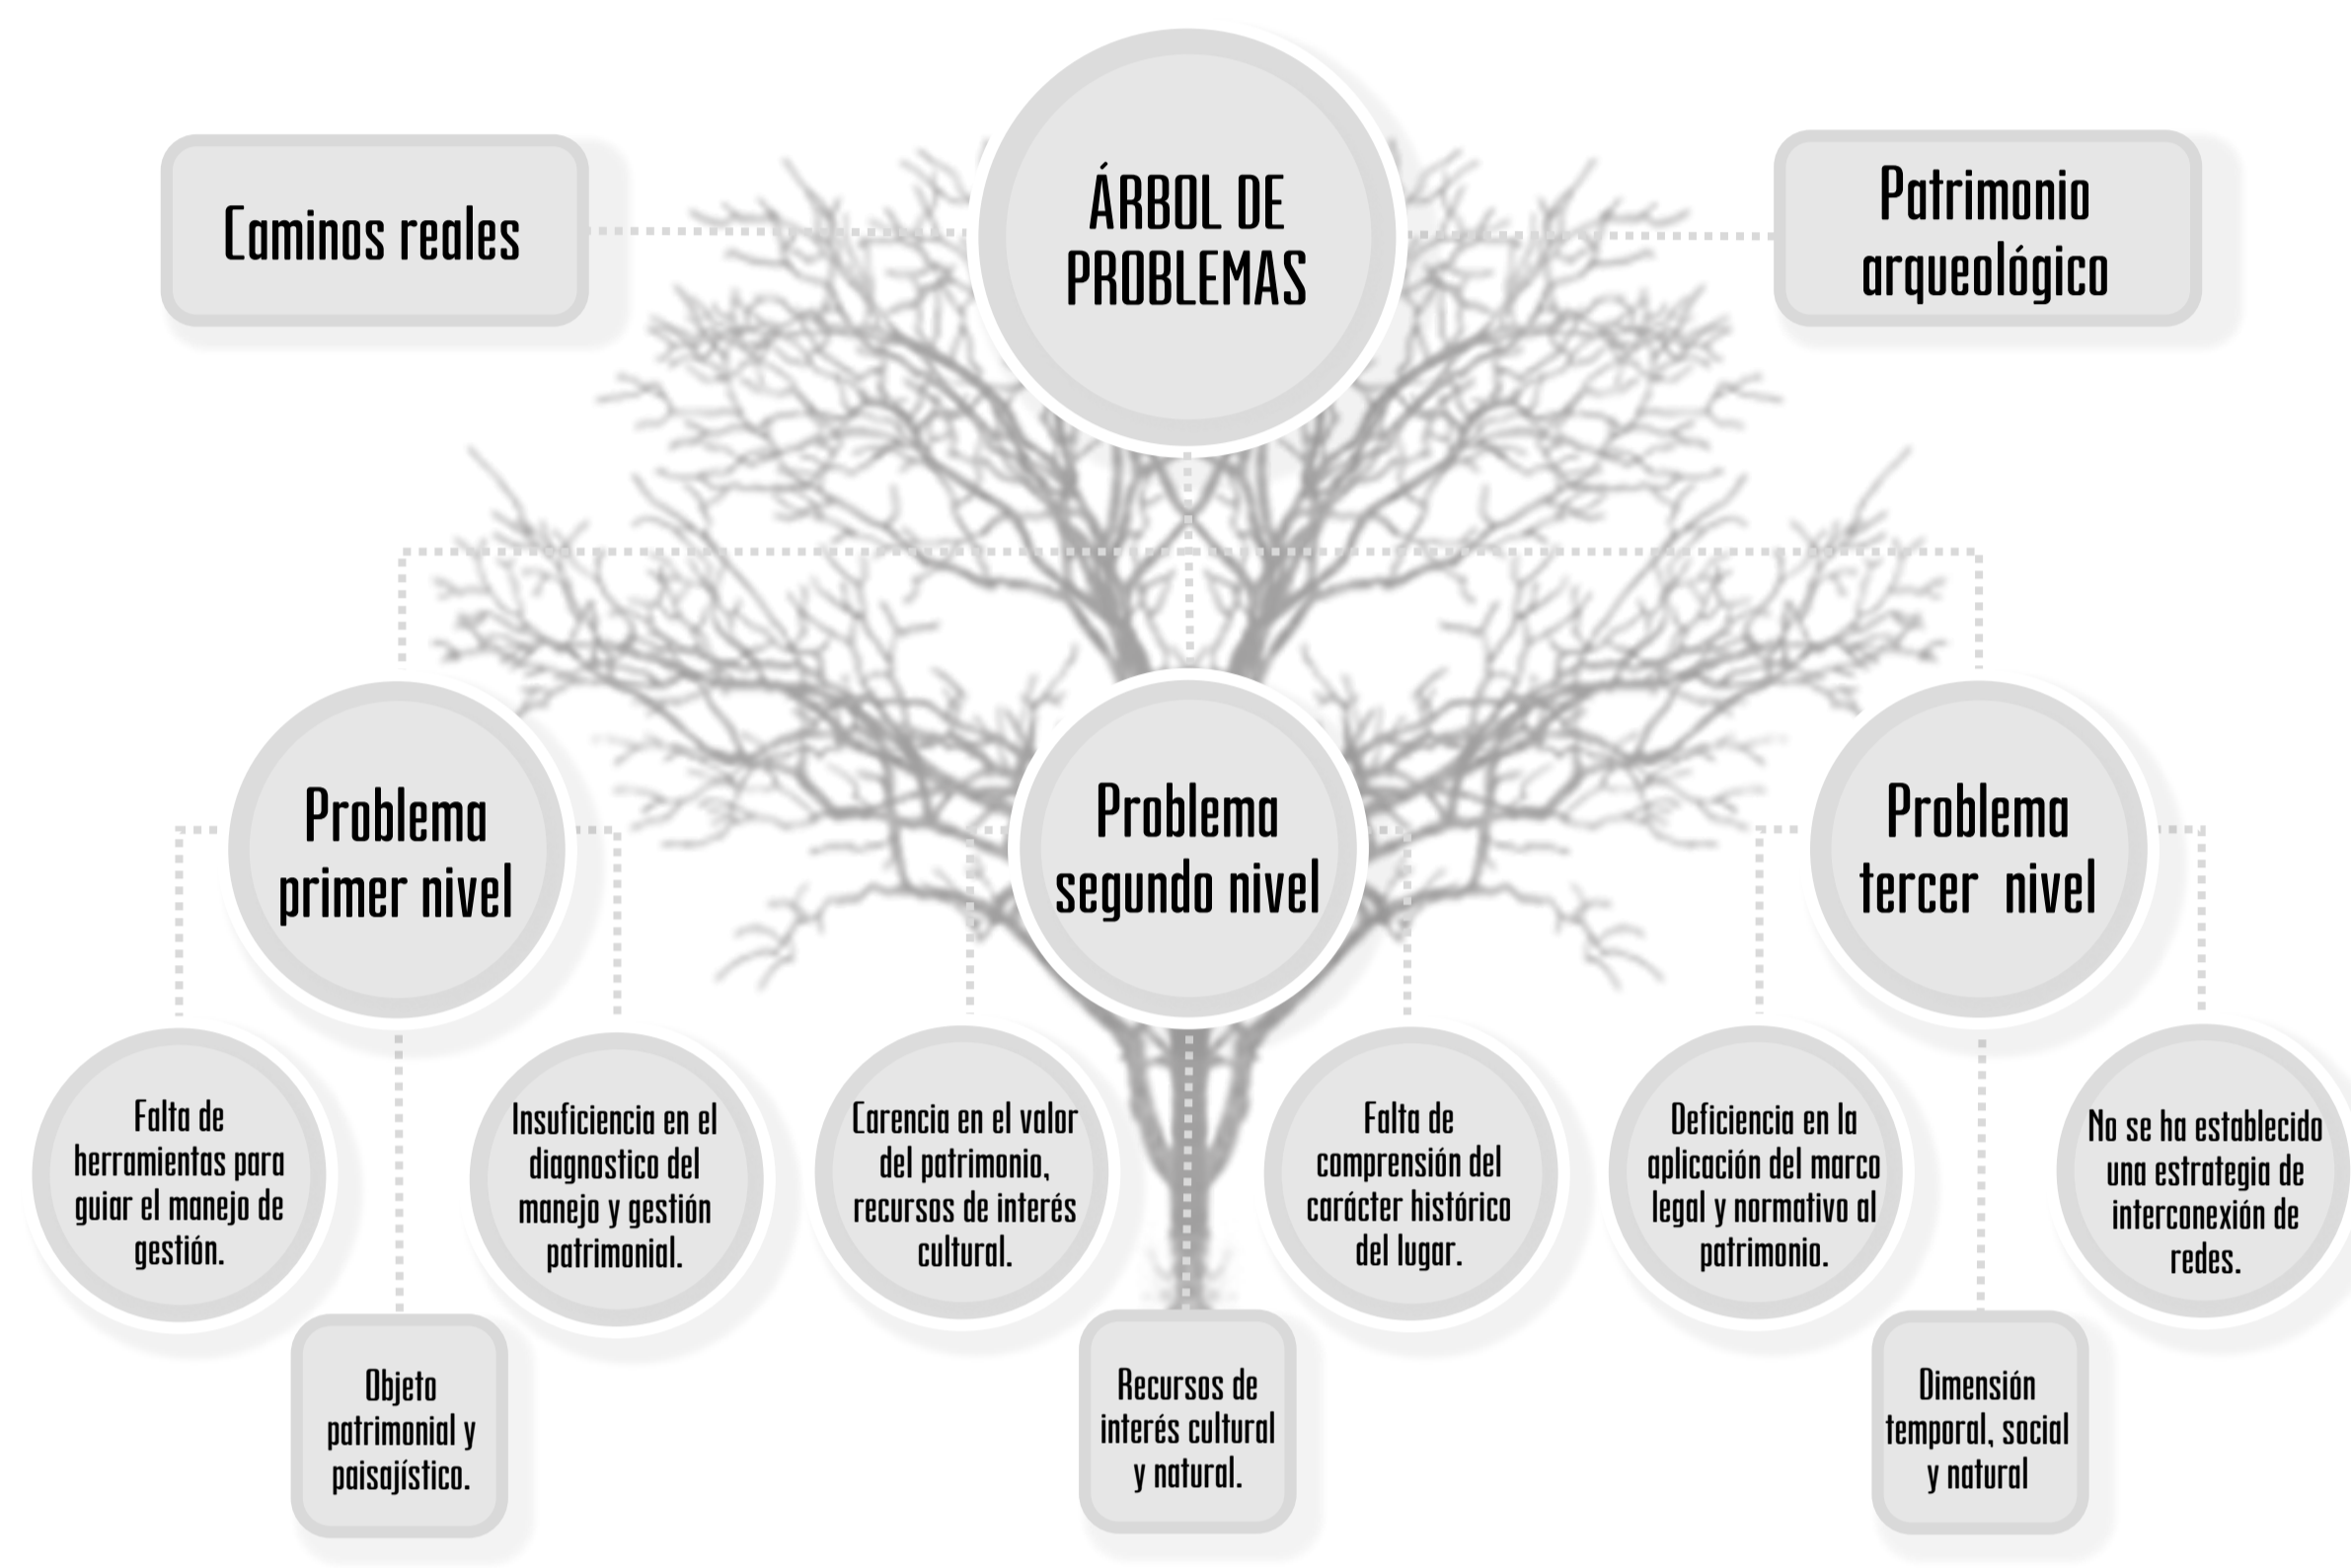 Caminos reales
ÁRBOL DE
PROBLEMAS
Patrimonio
arqueológico
Problema
primer nivel
Problema
segundo nivel
Problema
tercer nivel
Falta de
herramientas para
guiar el manejo de
gestión.
Insuficiencia en el
diagnostico del
manejo y gestión
patrimonial.
Carencia en el valor
del patrimonio,
recursos de interés
cultural.
Falta de
comprensión del
carácter histórico
del lugar.
Deficiencia en la
aplicación del marco
legal y normativo al
patrimonio.
No se ha establecido
una estrategia de
interconexión de
redes.
Objeto
patrimonial y
paisajístico.
Recursos de
interés cultural
y natural.
Dimensión
temporal, social
y natural